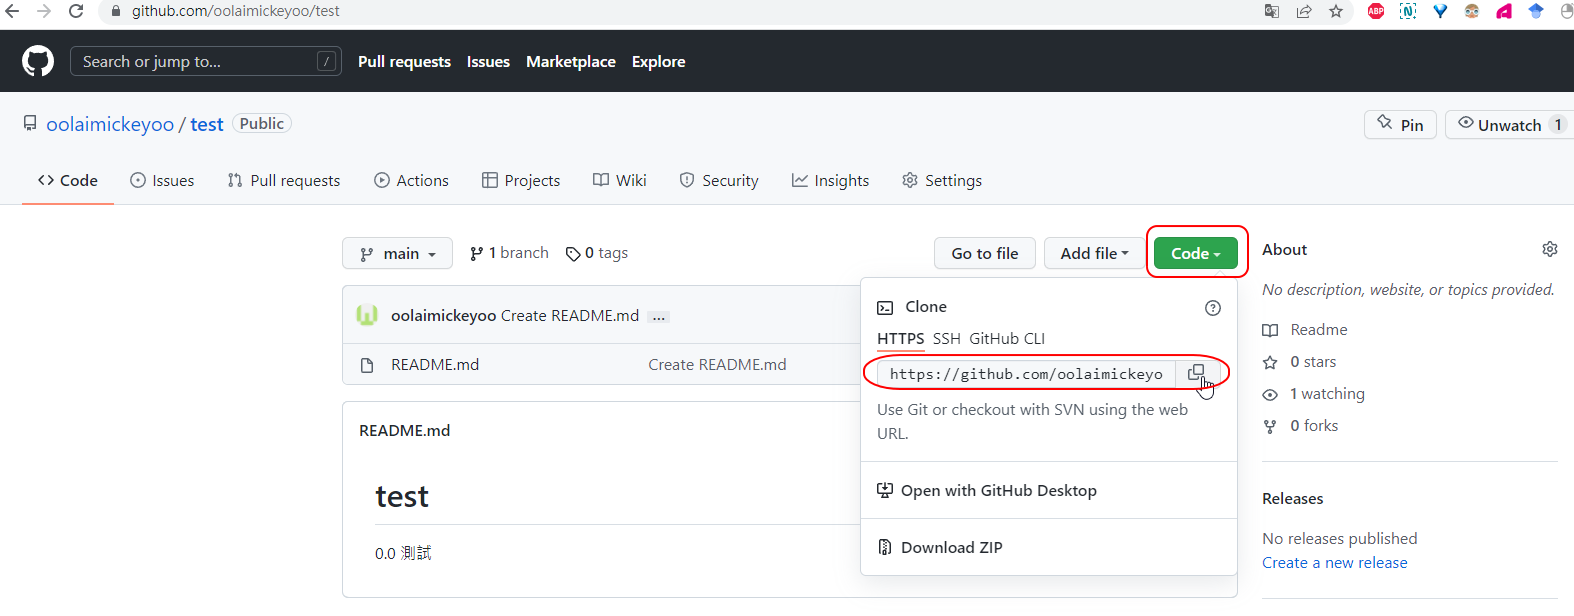 github.com/oolaimickeyoo/test
ABP
N
Search or jump to... /
Pull requests Issues Marketplace Explore
oolaimickeyoo / test Public
Pin
Unwatch 1
Code Issues Pull requests Actions Projects Wiki Security Insights Settings
main 1 branch 0 tags
Go to file Add file Code
oolaimickeyoo Create README.md ...
README.md Create README.md
README.md
test
0.0 測試
Clone
HTTPS SSH GitHub CLI
https://github.com/oolaimickeyo
Use Git or checkout with SVN using the web
URL.
Open with GitHub Desktop
Download ZIP
About
No description, website, or topics provided.
Readme
0 stars
1 watching
0 forks
Releases
No releases published
Create a new release